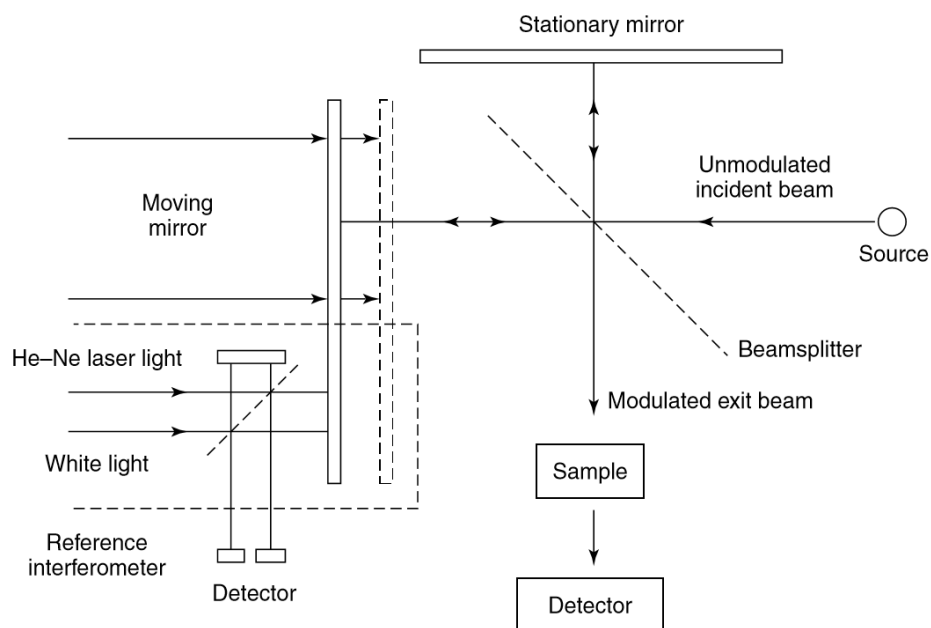 Stationary mirror
Unmodulated
incident beam
Moving
mirror
Source
He–Ne laser light
Beamsplitter
Modulated exit beam
White light
Sample
Reference
interferometer
Detector
Detector